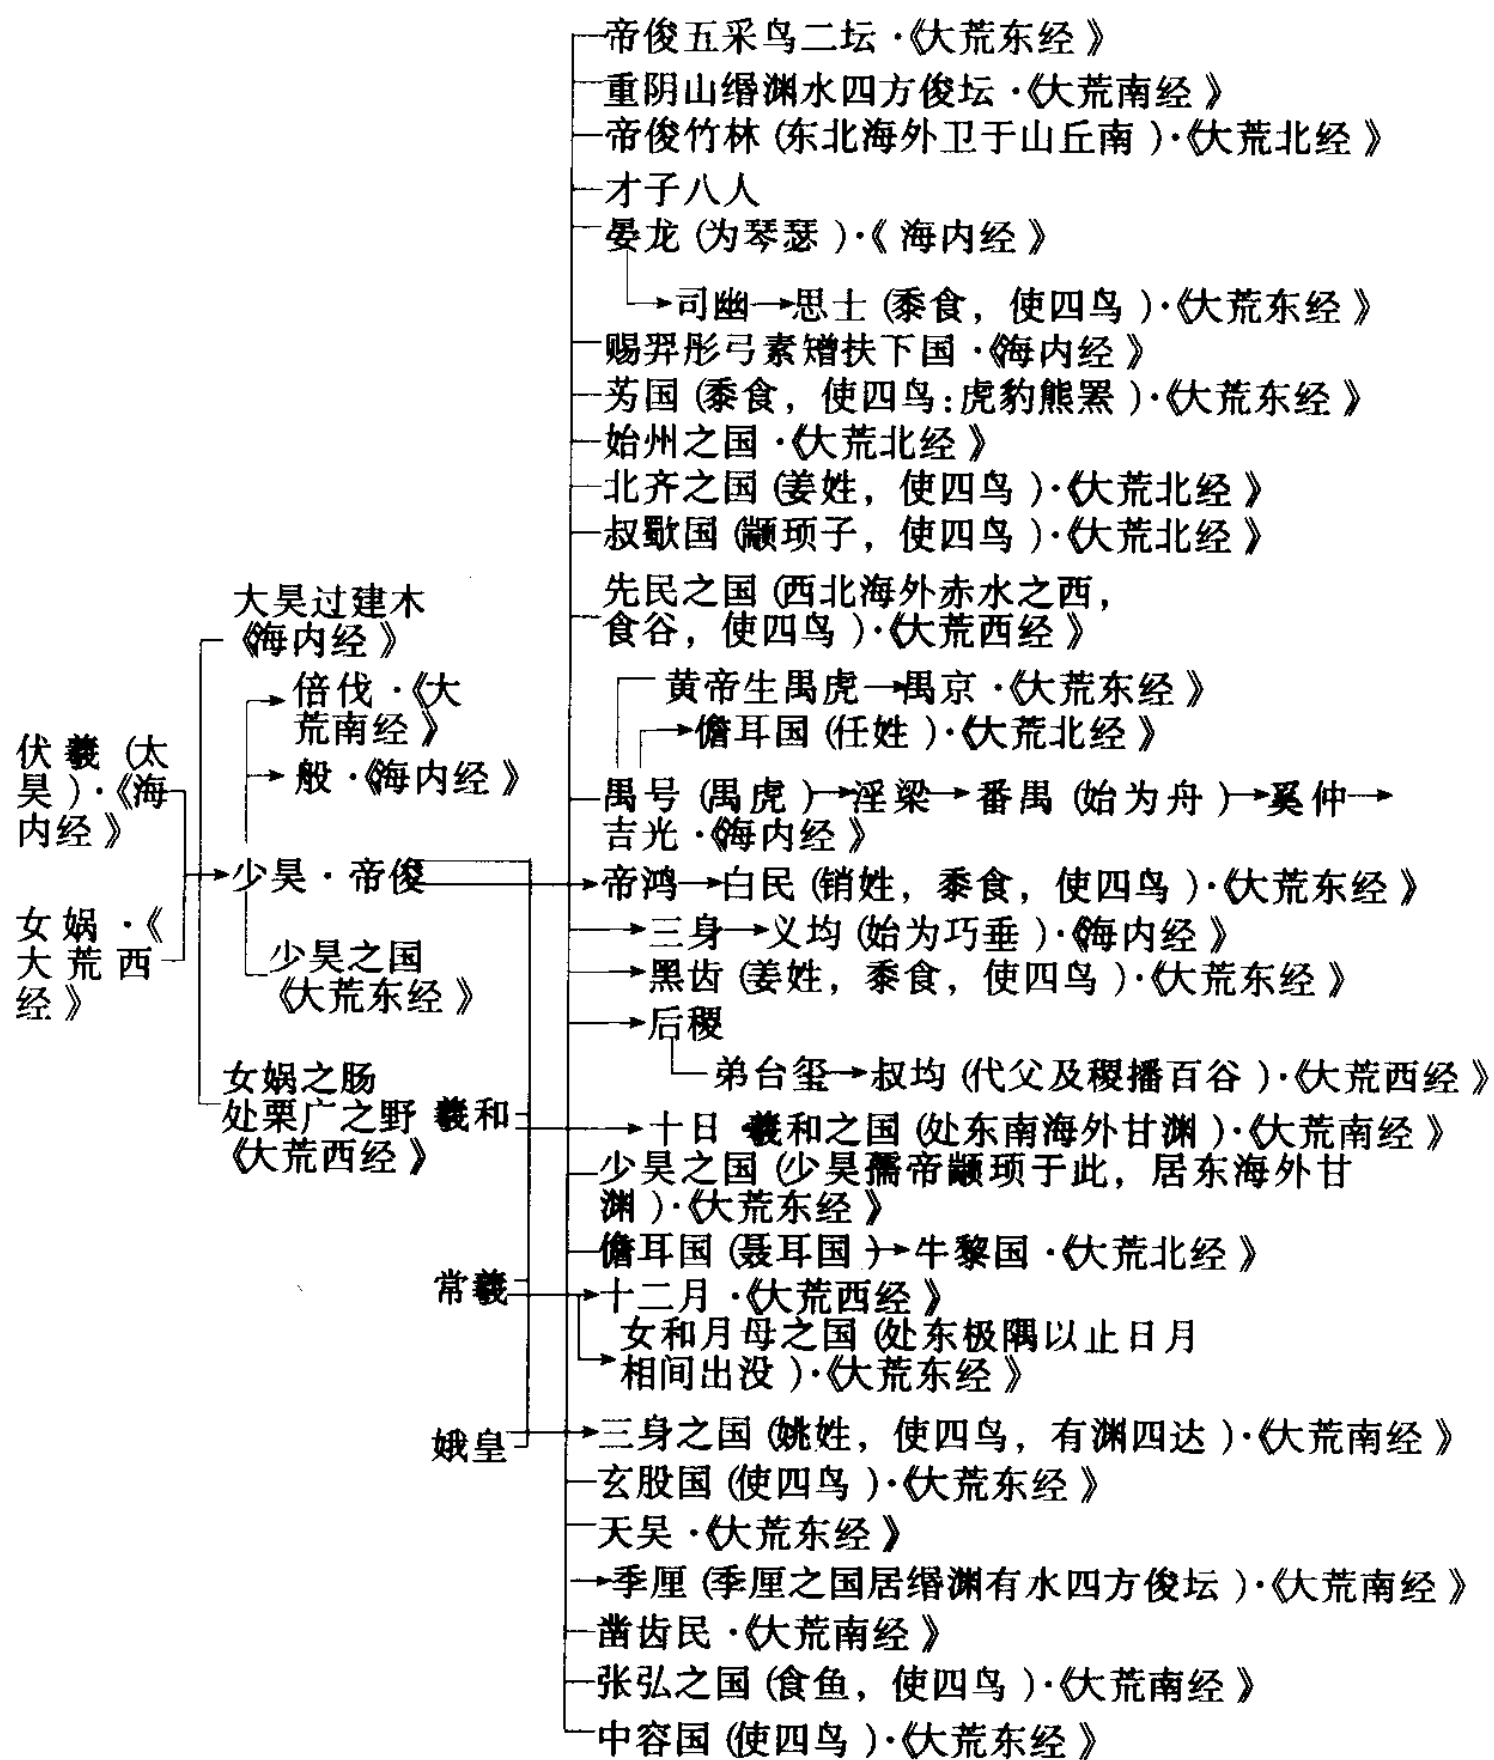 帝俊五采鸟二坛·《大荒东经》
重阴山缗渊水四方俊坛·《大荒南经》
帝俊竹林(东北海外卫于山丘南)·《大荒北经》
才子八人
晏龙(为琴瑟)·《海内经》
司幽→思士(黍食，使四鸟)·《大荒东经》
赐羿彤弓素矰扶下国·《海内经》
芀国(黍食，使四鸟:虎豹熊罴)·《大荒东经》
始州之国·《大荒北经》
北齐之国(姜姓，使四鸟)·《大荒北经》
叔歜国(颛顼子，使四鸟)·《大荒北经》
先民之国(西北海外赤水之西，
食谷，使四鸟)·《大荒西经》
黄帝生禺虎→禺京·《大荒东经》
儋耳国(任姓)·《大荒北经》
禺号(禺虎)→淫梁→番禺(始为舟)→奚仲→
吉光·《海内经》
帝鸿→白民(销姓，黍食，使四鸟)·《大荒东经》
三身→义均(始为巧垂)·《海内经》
黑齿(姜姓，黍食，使四鸟)·《大荒东经》
后稷
弟台玺→叔均(代父及稷播百谷)·《大荒西经》
十日·羲和之国(处东南海外甘渊)·《大荒南经》
少昊之国(少昊孺帝颛顼于此，居东海外甘
渊)·《大荒东经》
儋耳国(聂耳国)→牛黎国·《大荒北经》
十二月·《大荒西经》
女和月母之国(处东极隅以止日月
相间出没)·《大荒东经》
三身之国(姚姓，使四鸟，有渊四达)·《大荒南经》
玄股国(使四鸟)·《大荒东经》
天吴·《大荒东经》
季厘(季厘之国居缗渊有水四方俊坛)·《大荒南经》
凿齿民·《大荒南经》
张弘之国(食鱼，使四鸟)·《大荒南经》
中容国(使四鸟)·《大荒东经》
大昊过建木
《海内经》
倍伐·《大
荒南经》
般·《海内经》
少昊·帝俊
少昊之国
《大荒东经》
女娲之肠
处栗广之野
《大荒西经》
羲和
常羲
娥皇
伏羲(太
昊)·《海
内经》
女娲·《
大荒西
经》